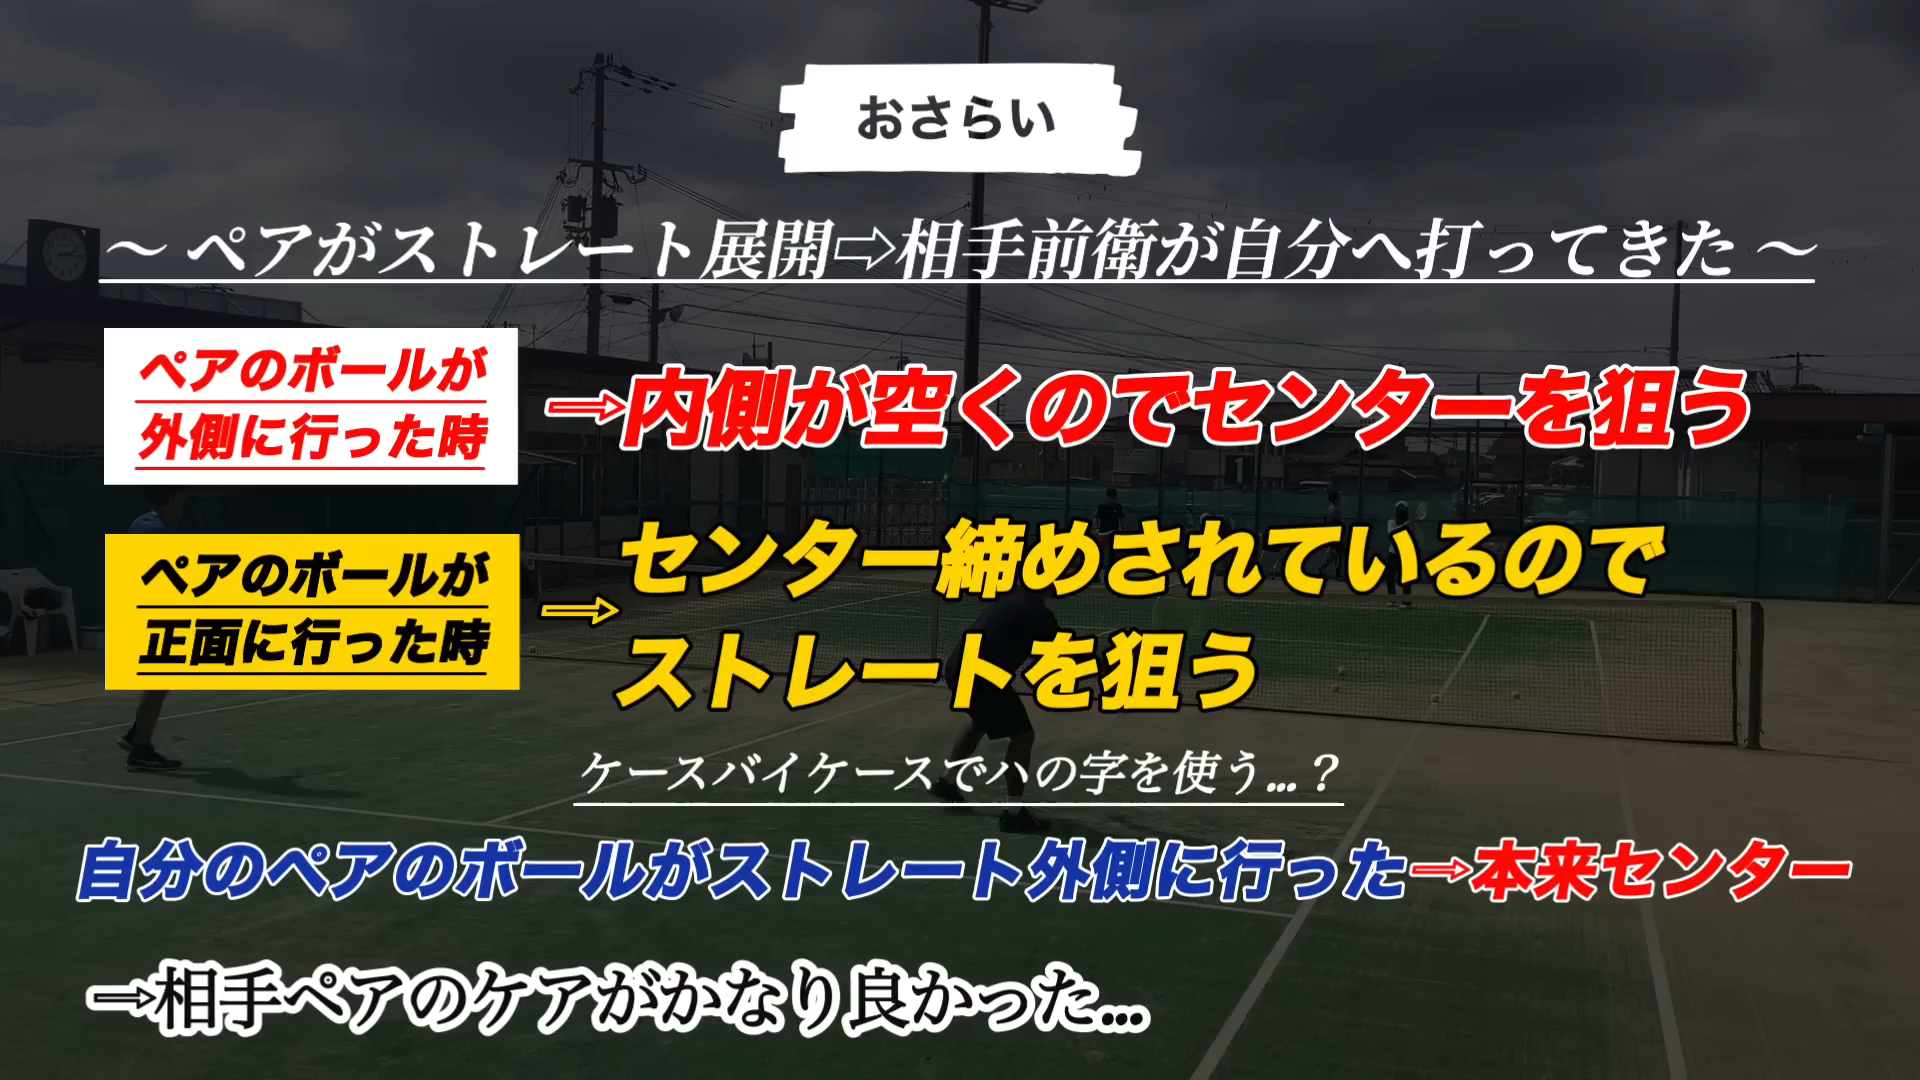 おさらい
～ ペアがストレート展開⇨相手前衛が自分へ打ってきた ～
ペアのボールが
外側に行った時
⇨内側が空くのでセンターを狙う
ペアのボールが
正面に行った時
⇨センター締めされているので
ストレートを狙う
ケースバイケースでハの字を使う...？
自分のペアのボールがストレート外側に行った⇨本来センター
⇨相手ペアのケアがかなり良かった...
1